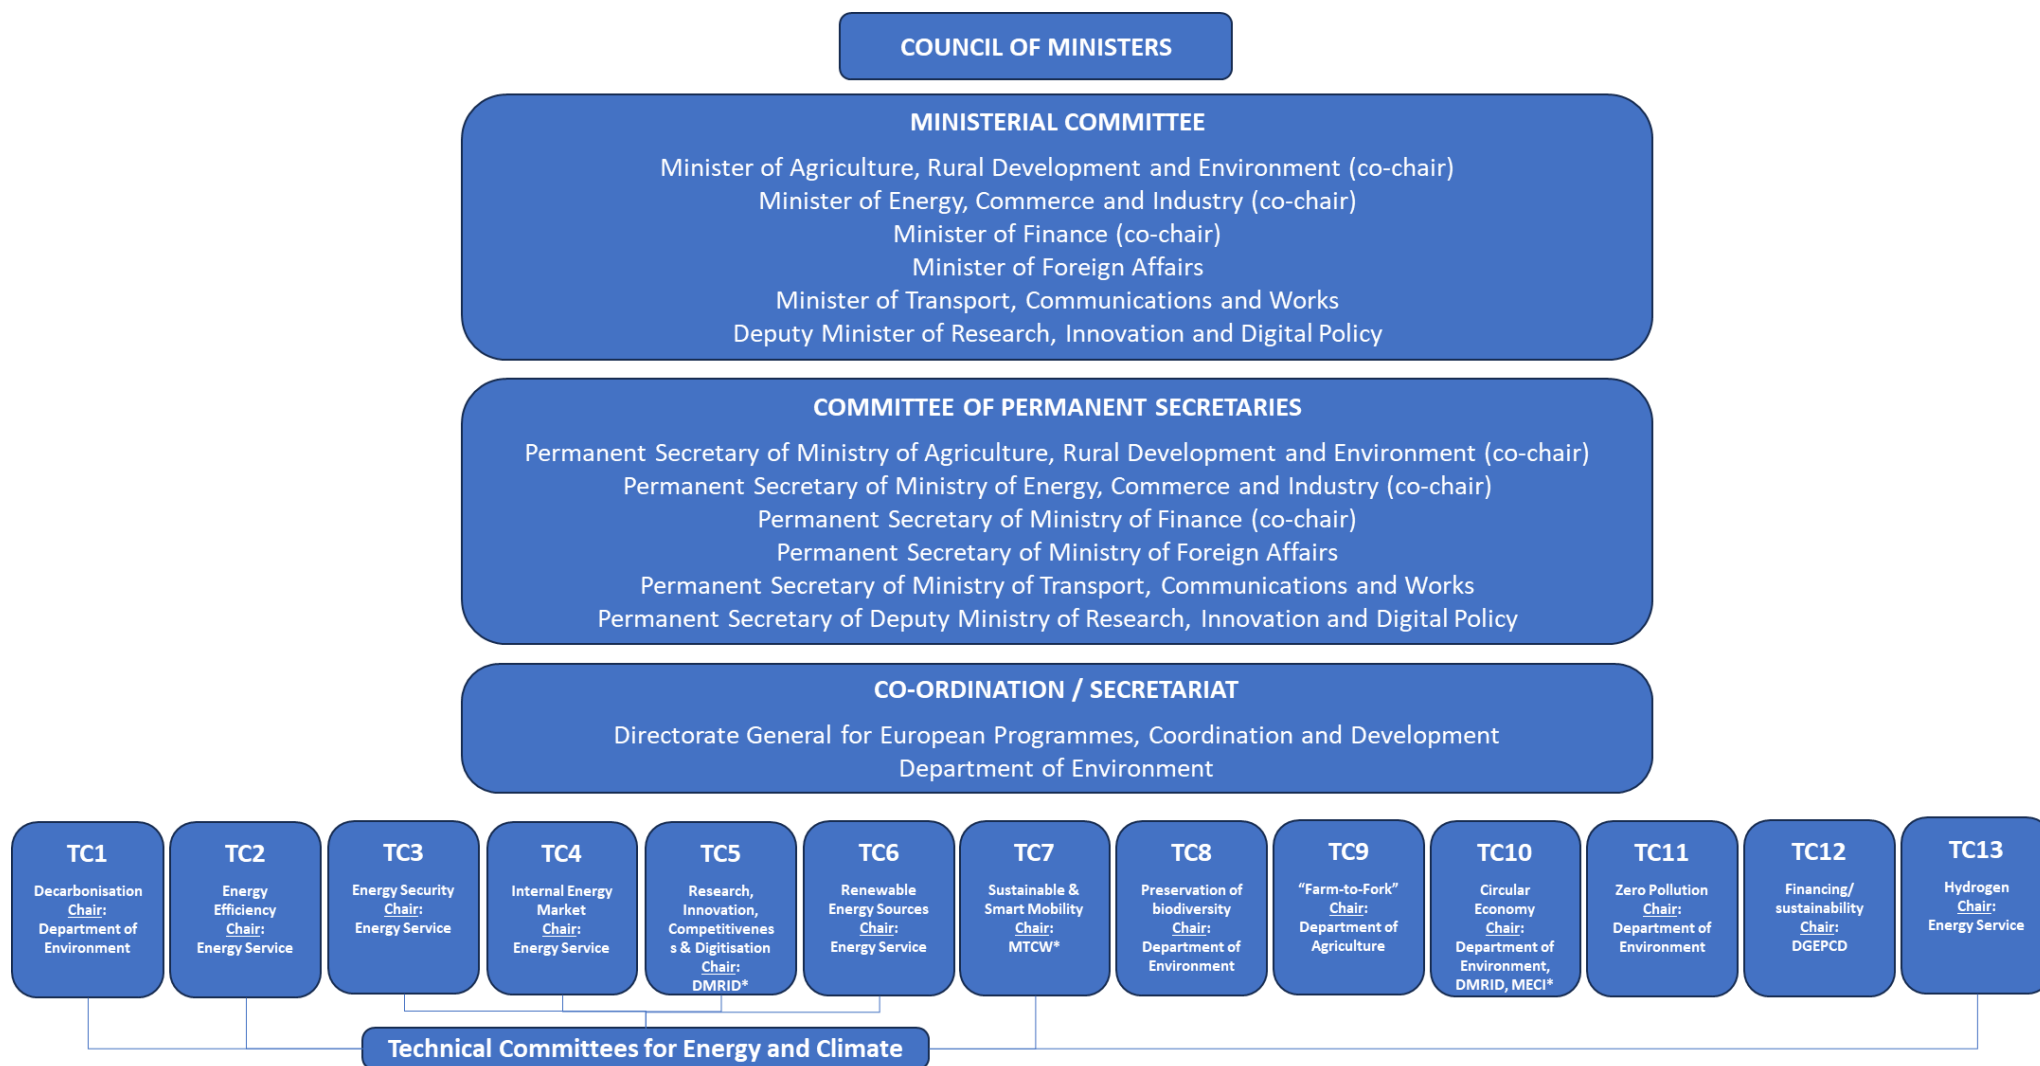 COUNCIL OF MINISTERS
MINISTERIAL COMMITTEE
Minister of Agriculture, Rural Development and Environment (co-chair)
Minister of Energy, Commerce and Industry (co-chair)
Minister of Finance (co-chair)
Minister of Foreign Affairs
Minister of Transport, Communications and Works
Deputy Minister of Research, Innovation and Digital Policy
COMMITTEE OF PERMANENT SECRETARIES
Permanent Secretary of Ministry of Agriculture, Rural Development and Environment (co-chair)
Permanent Secretary of Ministry of Energy, Commerce and Industry (co-chair)
Permanent Secretary of Ministry of Finance (co-chair)
Permanent Secretary of Ministry of Foreign Affairs
Permanent Secretary of Ministry of Transport, Communications and Works
Permanent Secretary of Deputy Ministry of Research, Innovation and Digital Policy
CO-ORDINATION / SECRETARIAT
Directorate General for European Programmes, Coordination and Development
Department of Environment
TC1
Decarbonisation
Chair:
Department of
Environment
TC2
Energy
Efficiency
Chair:
Energy Service
TC3
Energy Security
Chair:
Energy Service
TC4
Internal Energy
Market
Chair:
Energy Service
TC5
Research,
Innovation,
Competitivenes
s & Digitisation
Chair:
DMRID*
TC6
Renewable
Energy Sources
Chair:
Energy Service
TC7
Sustainable &
Smart Mobility
Chair:
MTCW*
TC8
Preservation of
biodiversity
Chair:
Department of
Environment
TC9
“Farm-to-Fork”
Chair:
Department of
Agriculture
TC10
Circular
Economy
Chair:
Department of
Environment,
DMRID, MECI*
TC11
Zero Pollution
Chair:
Department of
Environment
TC12
Financing/
sustainability
Chair:
DGEPCD
TC13
Hydrogen
Chair:
Energy Service
Technical Committees for Energy and Climate